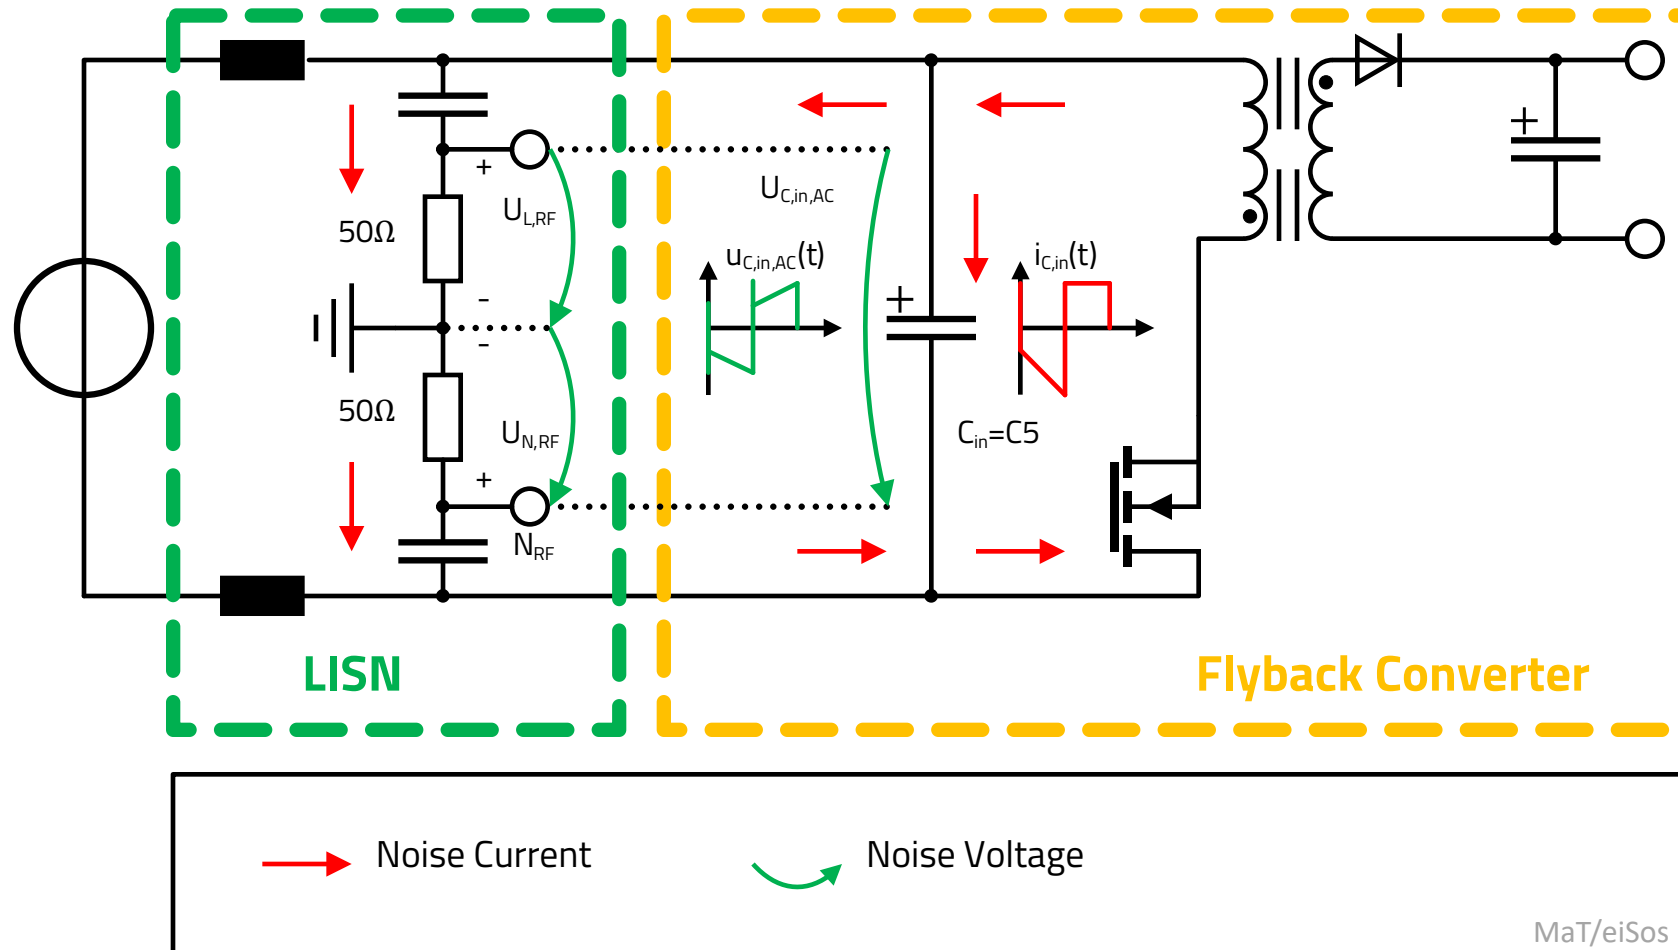 +
U_L,RF
50Ω
-
-
50Ω
U_N,RF
+
N_RF
U_C,in,AC
u_C,in,AC(t)
+
i_C,in(t)
C_in=C5
+
LISN
Flyback Converter
Noise Current
Noise Voltage
MaT/eiSos